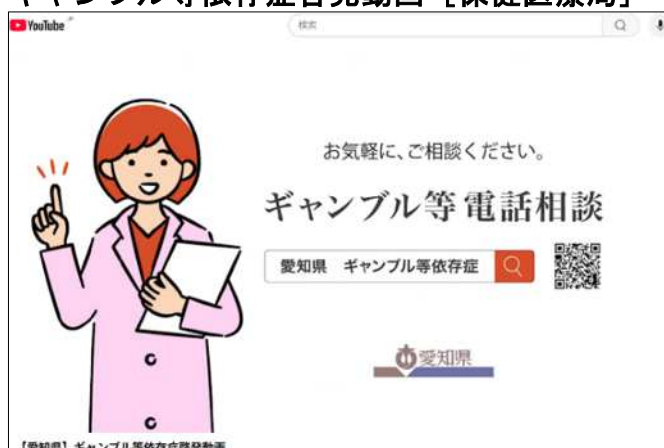 ギャンブル等依存症啓発動画［保健医療局］
YouTube JP
検索
お気軽に、ご相談ください。
ギャンブル等電話相談
愛知県 ギャンブル等依存症
愛知県
【愛知県】ギャンブル等依存症啓発動画